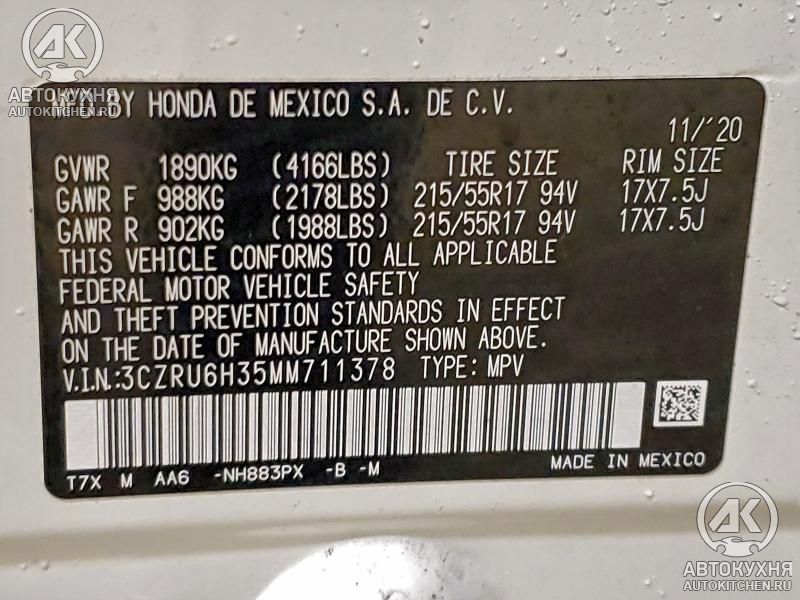 АВТОКУХНЯ
AUTOKITCHEN.RU
BY HONDA DE MEXICO S.A. DE C.V.
11/'20
GVWR 1890KG (4166LBS) TIRE SIZE RIM SIZE
GAWR F 988KG (2178LBS) 215/55R17 94V 17X7.5J
GAWR R 902KG (1988LBS) 215/55R17 94V 17X7.5J
THIS VEHICLE CONFORMS TO ALL APPLICABLE
FEDERAL MOTOR VEHICLE SAFETY
AND THEFT PREVENTION STANDARDS IN EFFECT
ON THE DATE OF MANUFACTURE SHOWN ABOVE.
V.I.N.:3CZRU6H35MM711378 TYPE: MPV
T7X M AA6 -NH883PX -B -M MADE IN MEXICO
АК
АВТОКУХНЯ
AUTOKITCHEN.RU